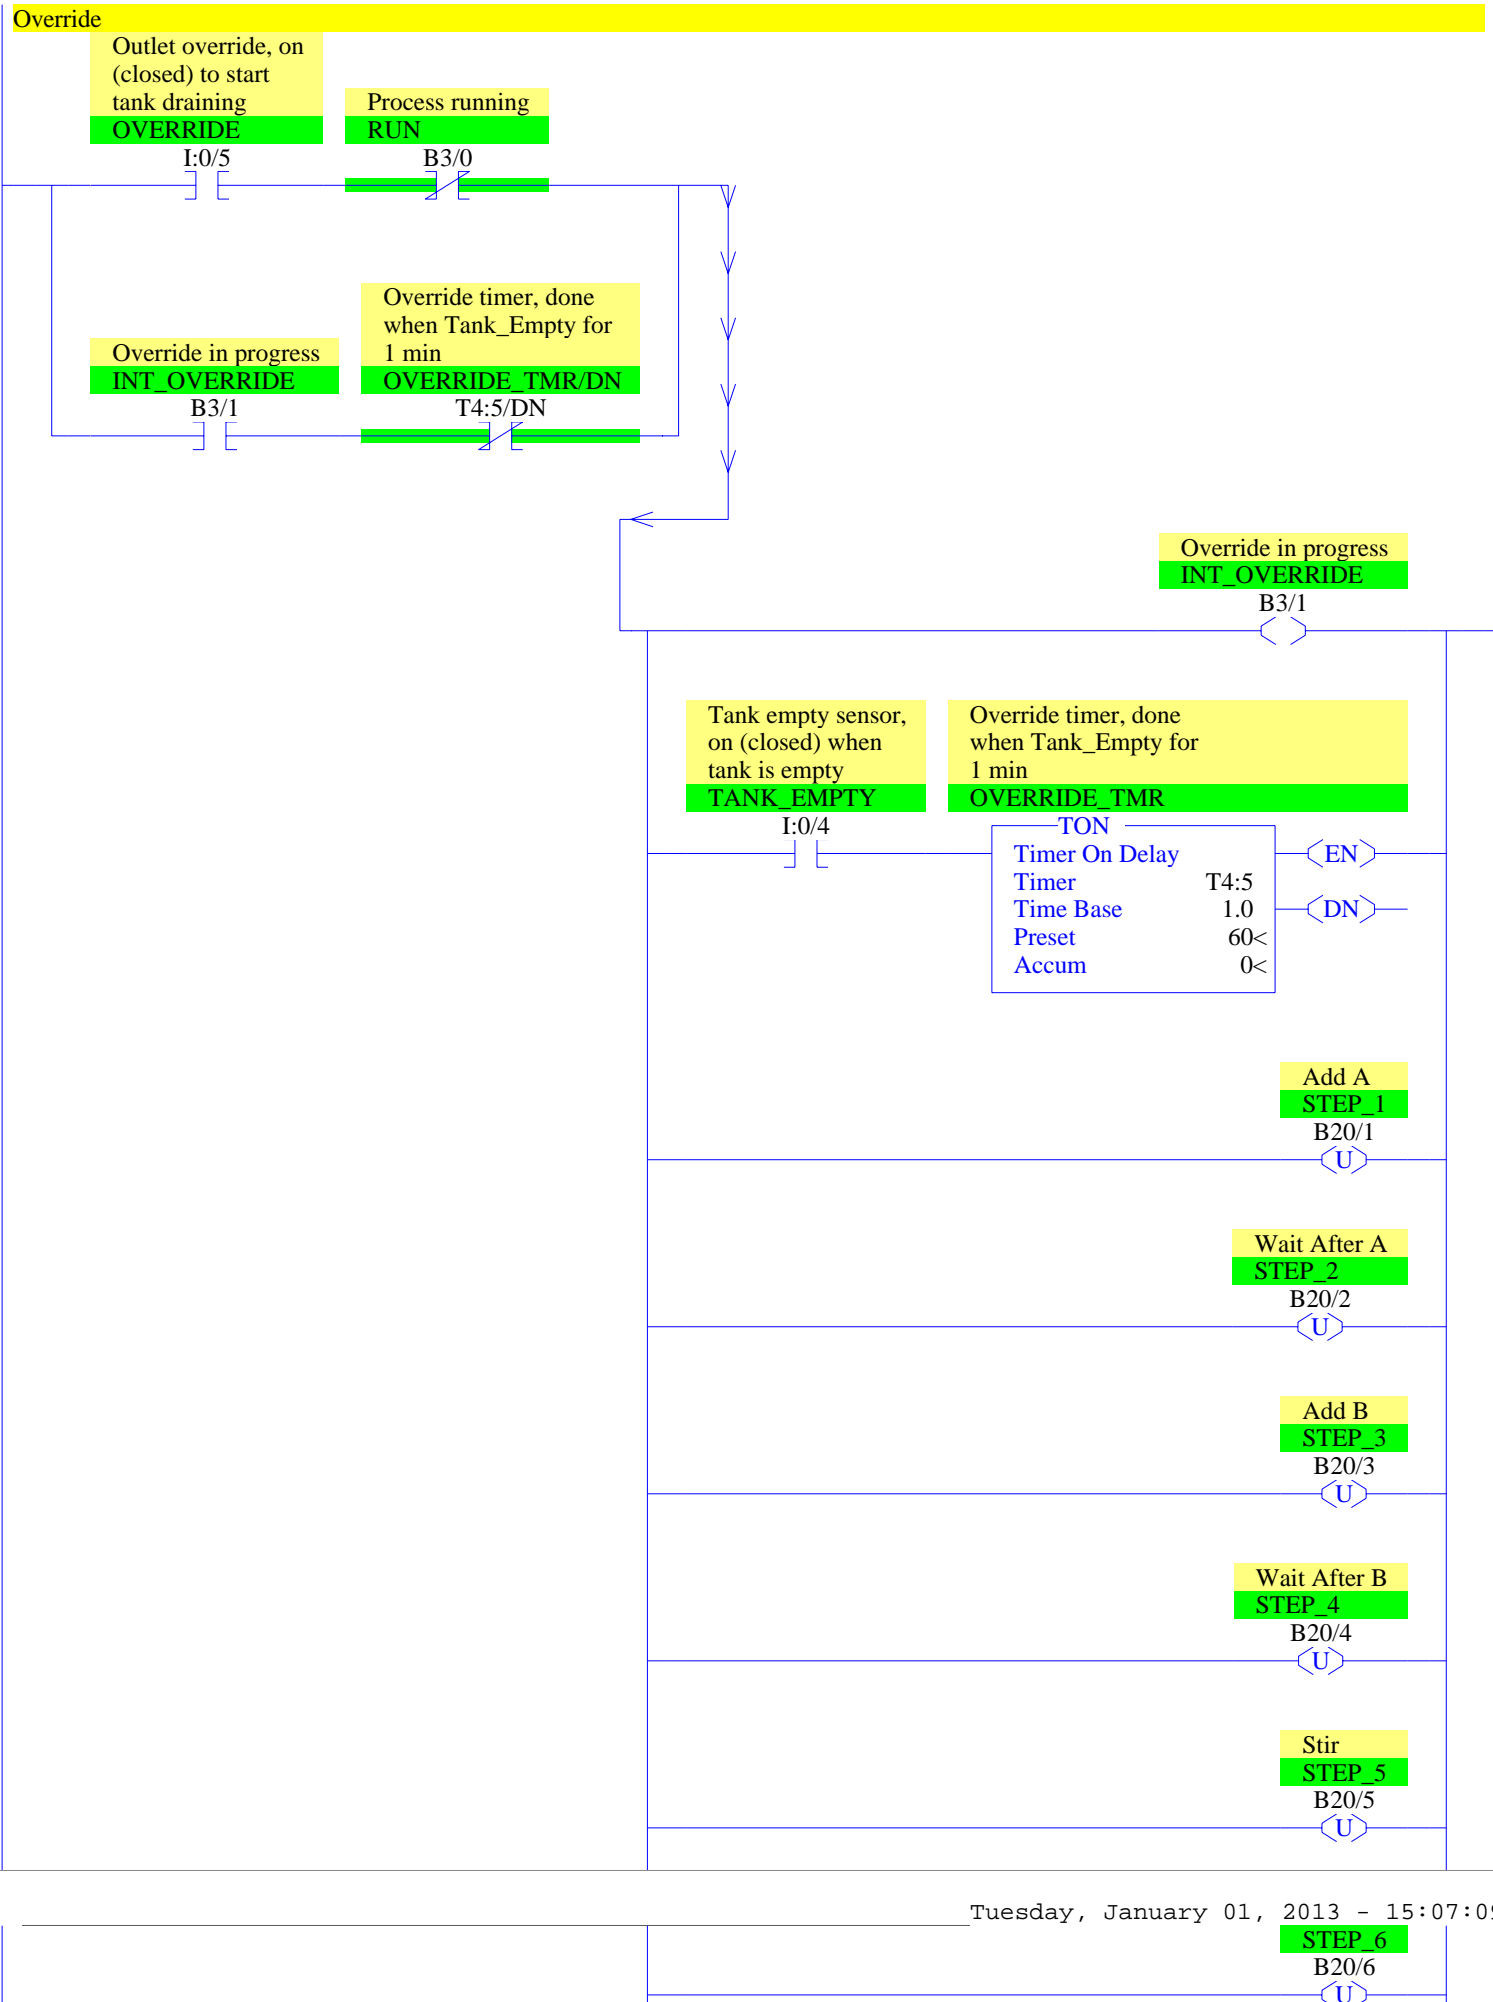 Override
Outlet override, on
(closed) to start
tank draining
OVERRIDE
I:0/5
Process running
RUN
B3/0
Override in progress
INT_OVERRIDE
B3/1
Override timer, done
when Tank_Empty for
1 min
OVERRIDE_TMR/DN
T4:5/DN
Override in progress
INT_OVERRIDE
B3/1
Tank empty sensor,
on (closed) when
tank is empty
TANK_EMPTY
I:0/4
Override timer, done
when Tank_Empty for
1 min
OVERRIDE_TMR
TON
Timer On Delay
Timer T4:5
Time Base 1.0
Preset 60<
Accum 0<
EN
DN
Add A
STEP_1
B20/1
U
Wait After A
STEP_2
B20/2
U
Add B
STEP_3
B20/3
U
Wait After B
STEP_4
B20/4
U
Stir
STEP_5
B20/5
U
Tuesday, January 01, 2013 - 15:07:09
STEP_6
B20/6
U